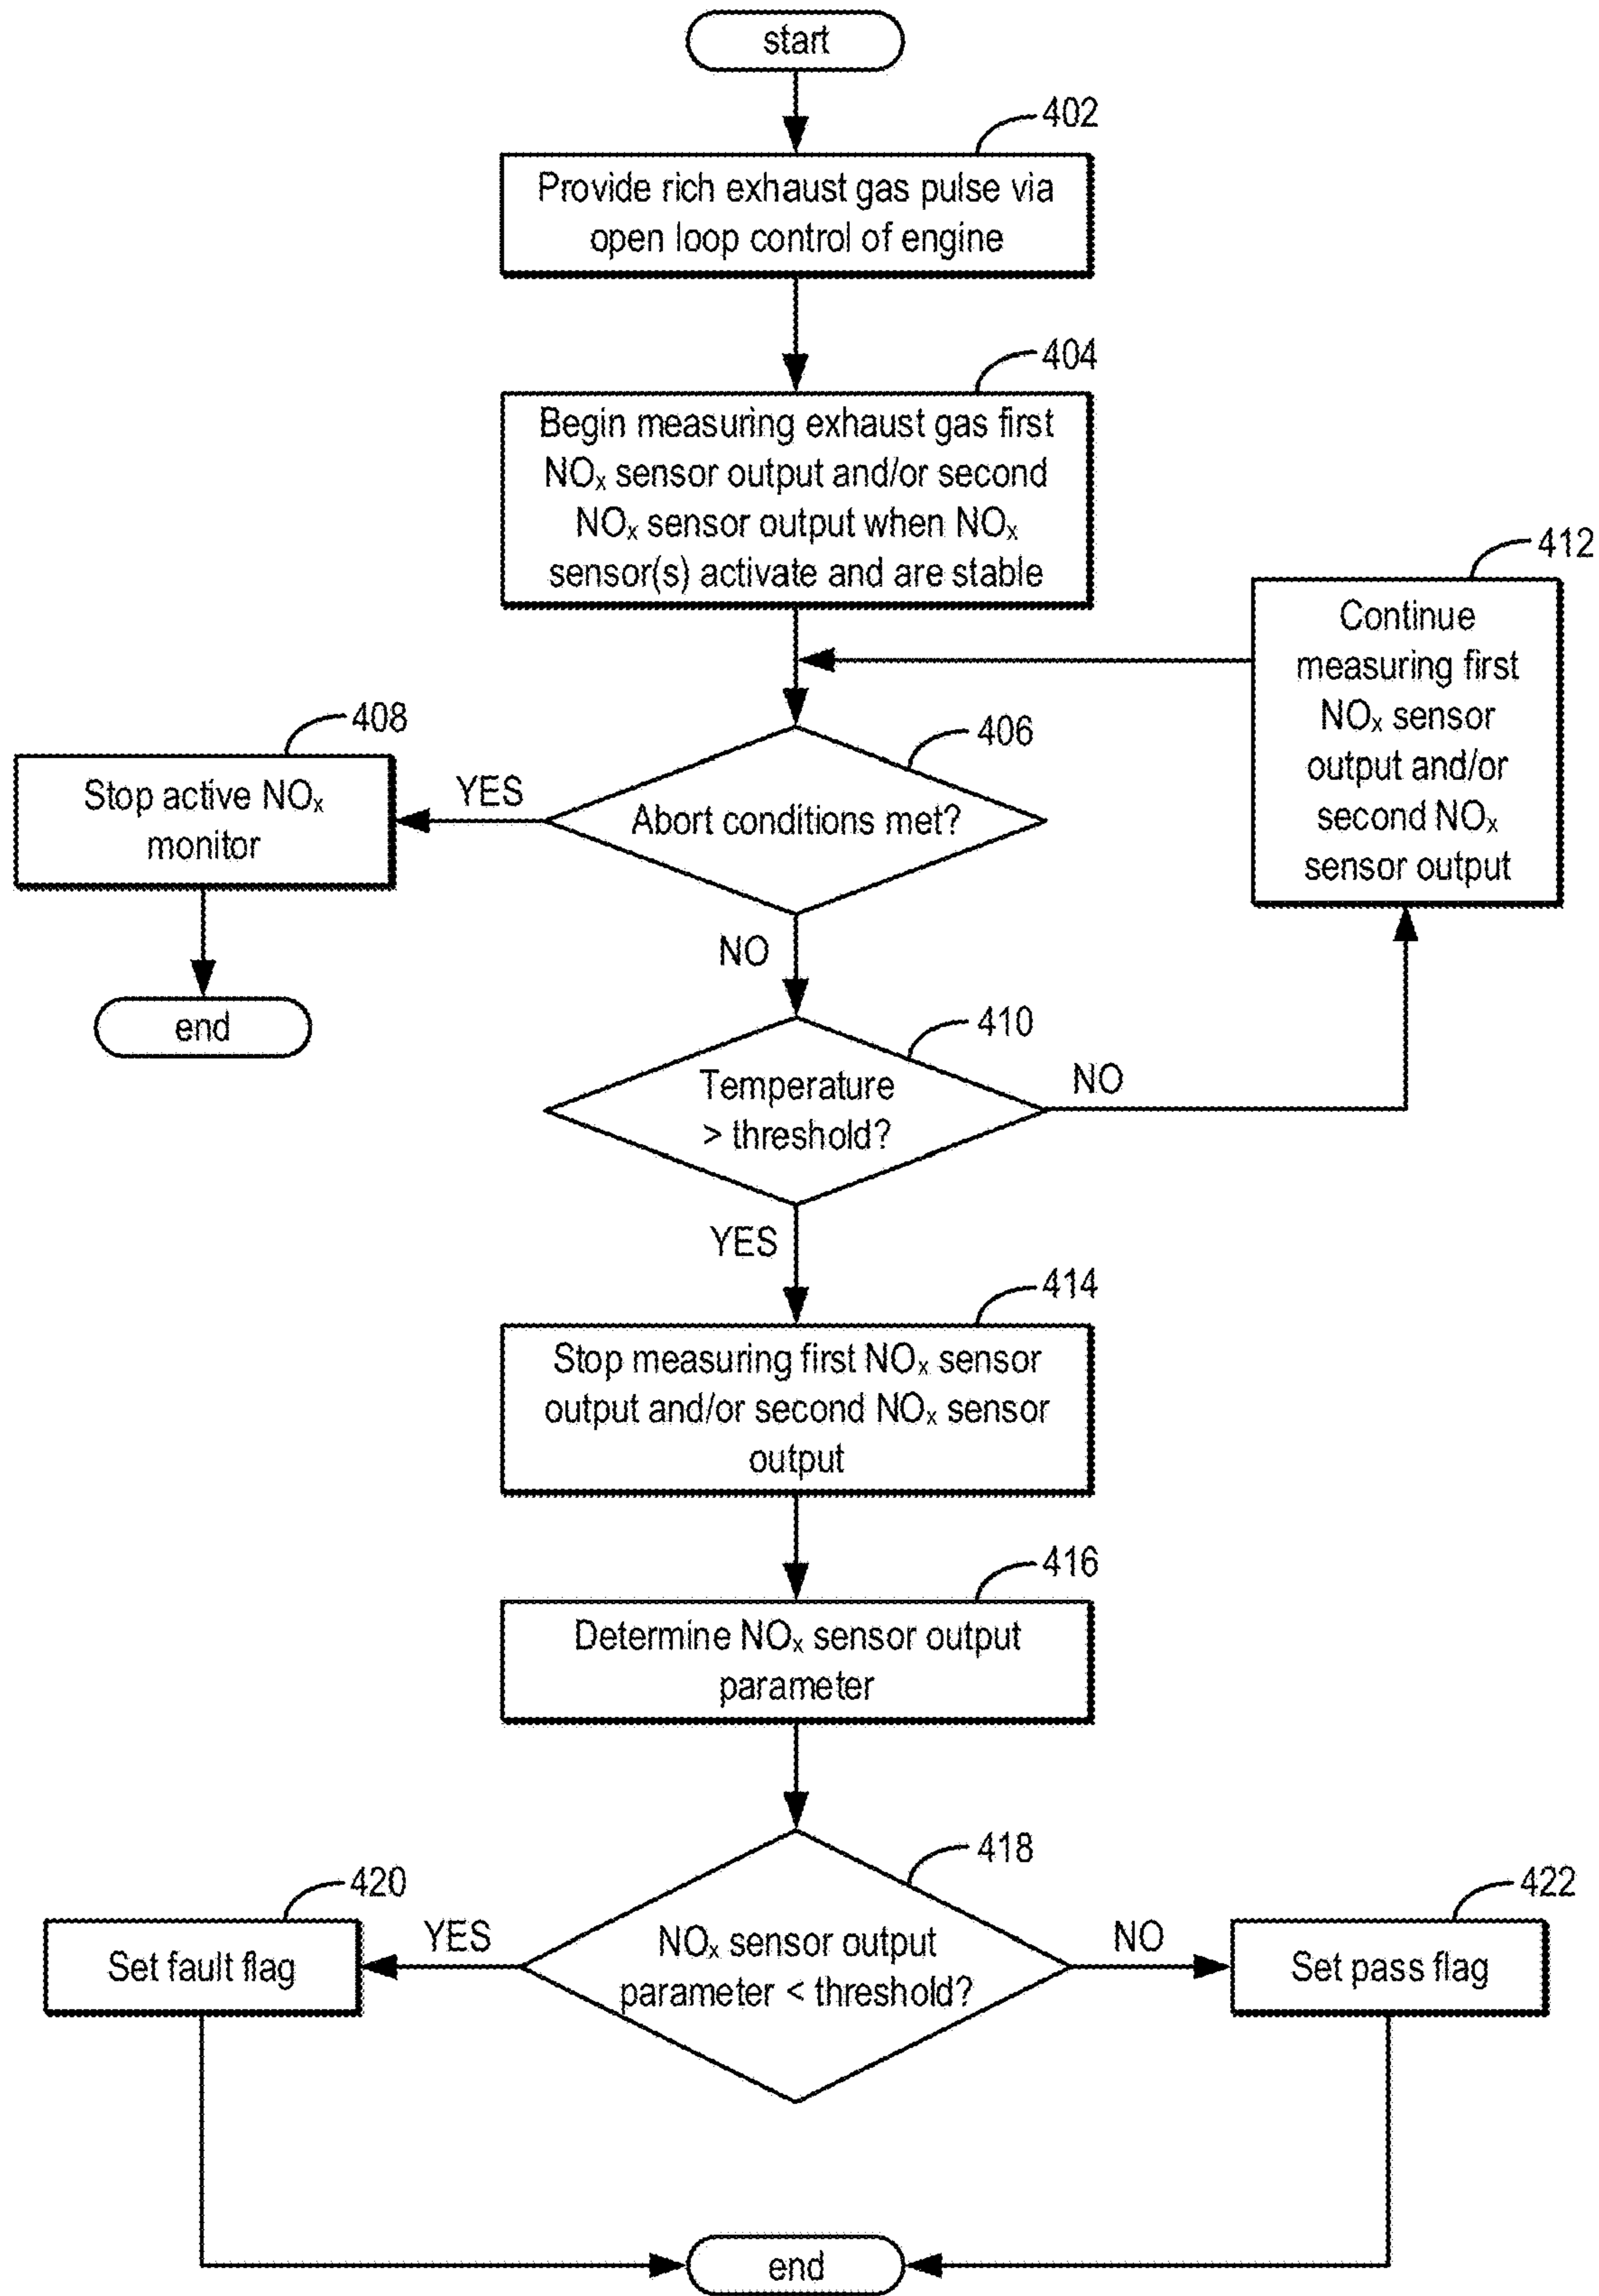 start
402
Provide rich exhaust gas pulse via
open loop control of engine
404
Begin measuring exhaust gas first
NOₓ sensor output and/or second
NOₓ sensor output when NOₓ
sensor(s) activate and are stable
412
Continue
measuring first
NOₓ sensor
output and/or
second NOₓ
sensor output
406
Abort conditions met?
YES
408
Stop active NOₓ
monitor
end
NO
410
Temperature
> threshold?
NO
YES
414
Stop measuring first NOₓ sensor
output and/or second NOₓ sensor
output
416
Determine NOₓ sensor output
parameter
418
NOₓ sensor output
parameter < threshold?
YES
420
Set fault flag
NO
422
Set pass flag
end